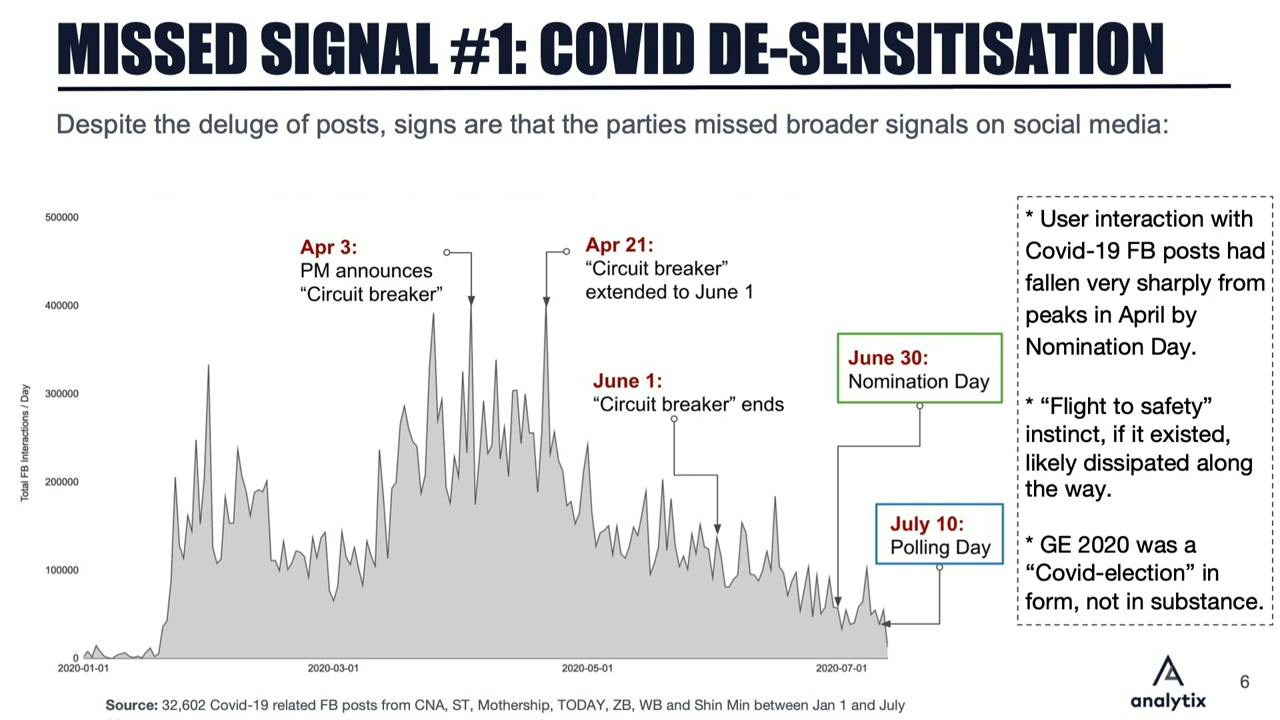 MISSED SIGNAL #1: COVID DE-SENSITISATION
Despite the deluge of posts, signs are that the parties missed broader signals on social media:
Total FB Interactions / Day
500000
400000
300000
200000
100000
0
2020-01-01
2020-03-01
2020-05-01
2020-07-01
Apr 3:
PM announces
“Circuit breaker”
Apr 21:
“Circuit breaker”
extended to June 1
June 1:
“Circuit breaker” ends
June 30:
Nomination Day
July 10:
Polling Day
* User interaction with
Covid-19 FB posts had
fallen very sharply from
peaks in April by
Nomination Day.
* “Flight to safety”
instinct, if it existed,
likely dissipated along
the way.
* GE 2020 was a
“Covid-election” in
form, not in substance.
Source: 32,602 Covid-19 related FB posts from CNA, ST, Mothership, TODAY, ZB, WB and Shin Min between Jan 1 and July
analytix
6